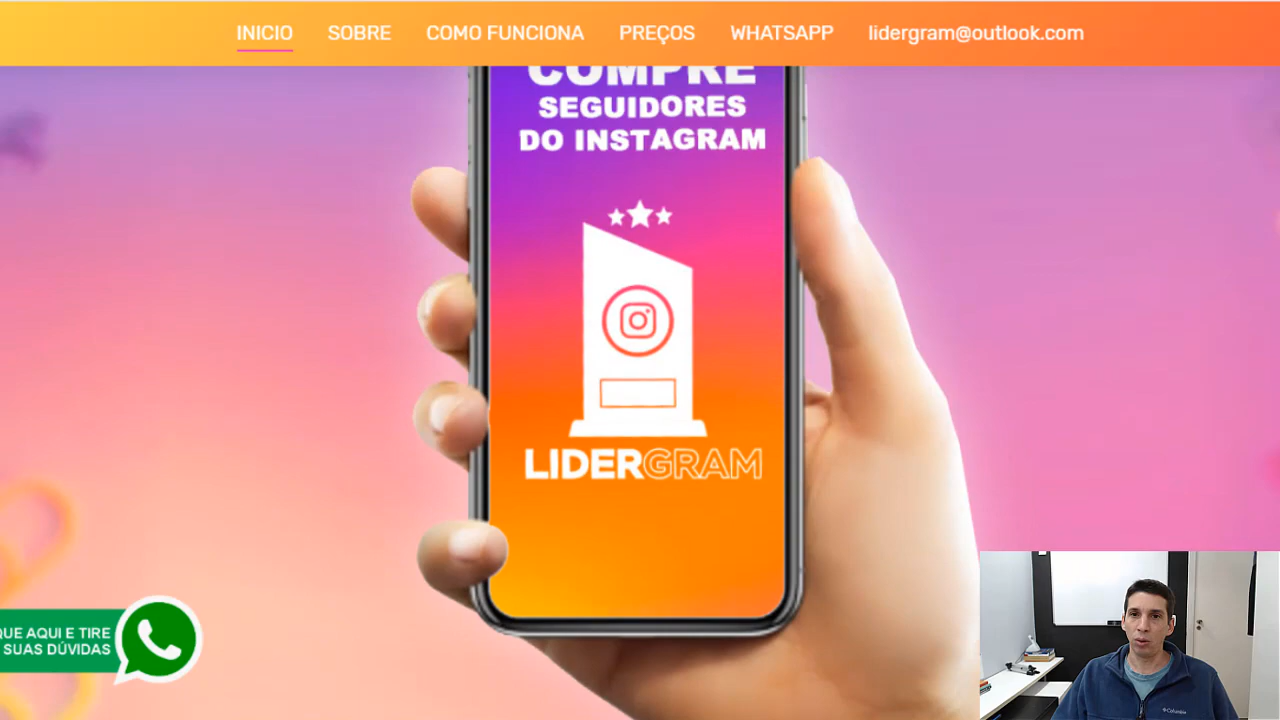 INICIO SOBRE COMO FUNCIONA PREÇOS WHATSAPP lidergram@outlook.com
COMPRE
SEGUIDORES
DO INSTAGRAM
LIDERGRAM
QUE AQUI E TIRE
SUAS DÚVIDAS
Columbia